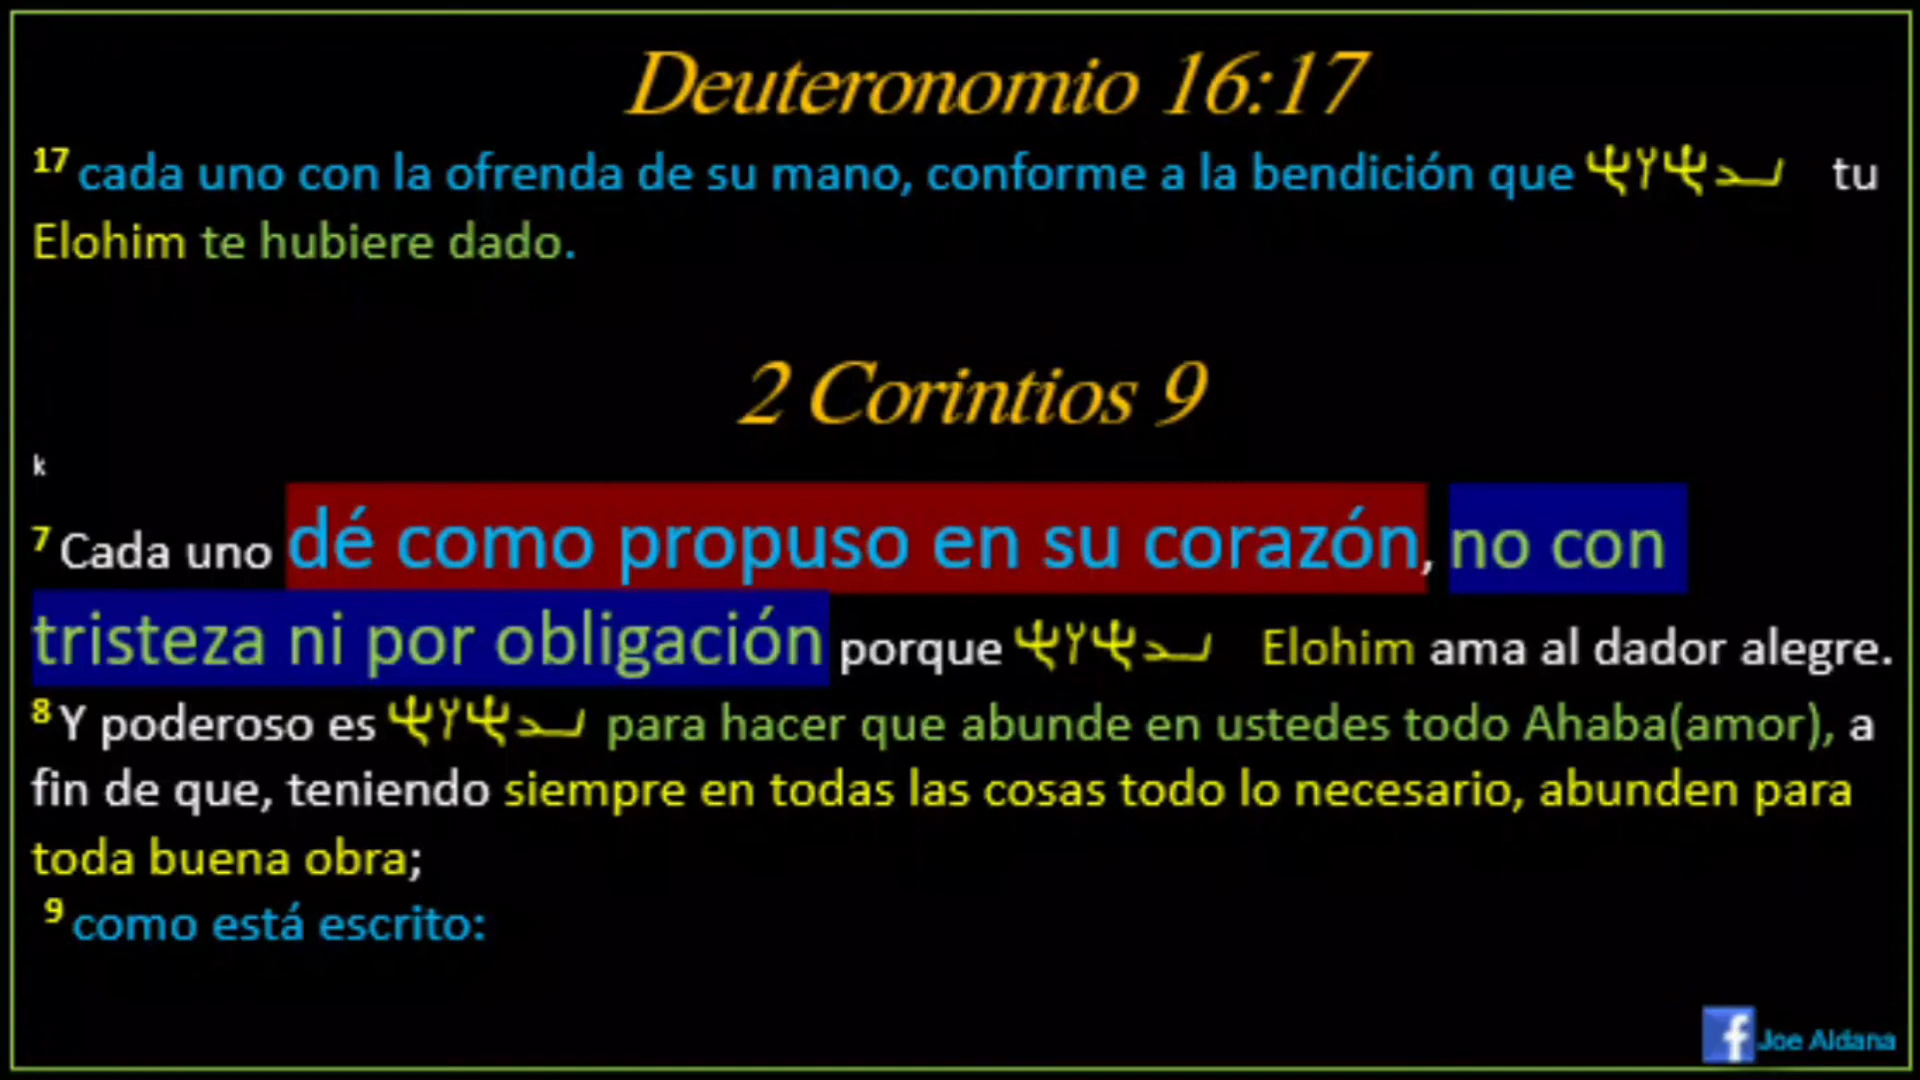 Deuteronomio 16:17
17 cada uno con la ofrenda de su mano, conforme a la bendición que 𐤄𐤅𐤄𐤉 tu
Elohim te hubiere dado.
2 Corintios 9
k
7 Cada uno dé como propuso en su corazón, no con
tristeza ni por obligación porque 𐤄𐤅𐤄𐤉 Elohim ama al dador alegre.
8 Y poderoso es 𐤄𐤅𐤄𐤉 para hacer que abunde en ustedes todo Ahaba(amor), a
fin de que, teniendo siempre en todas las cosas todo lo necesario, abunden para
toda buena obra;
9 como está escrito:
f Joe Aldana